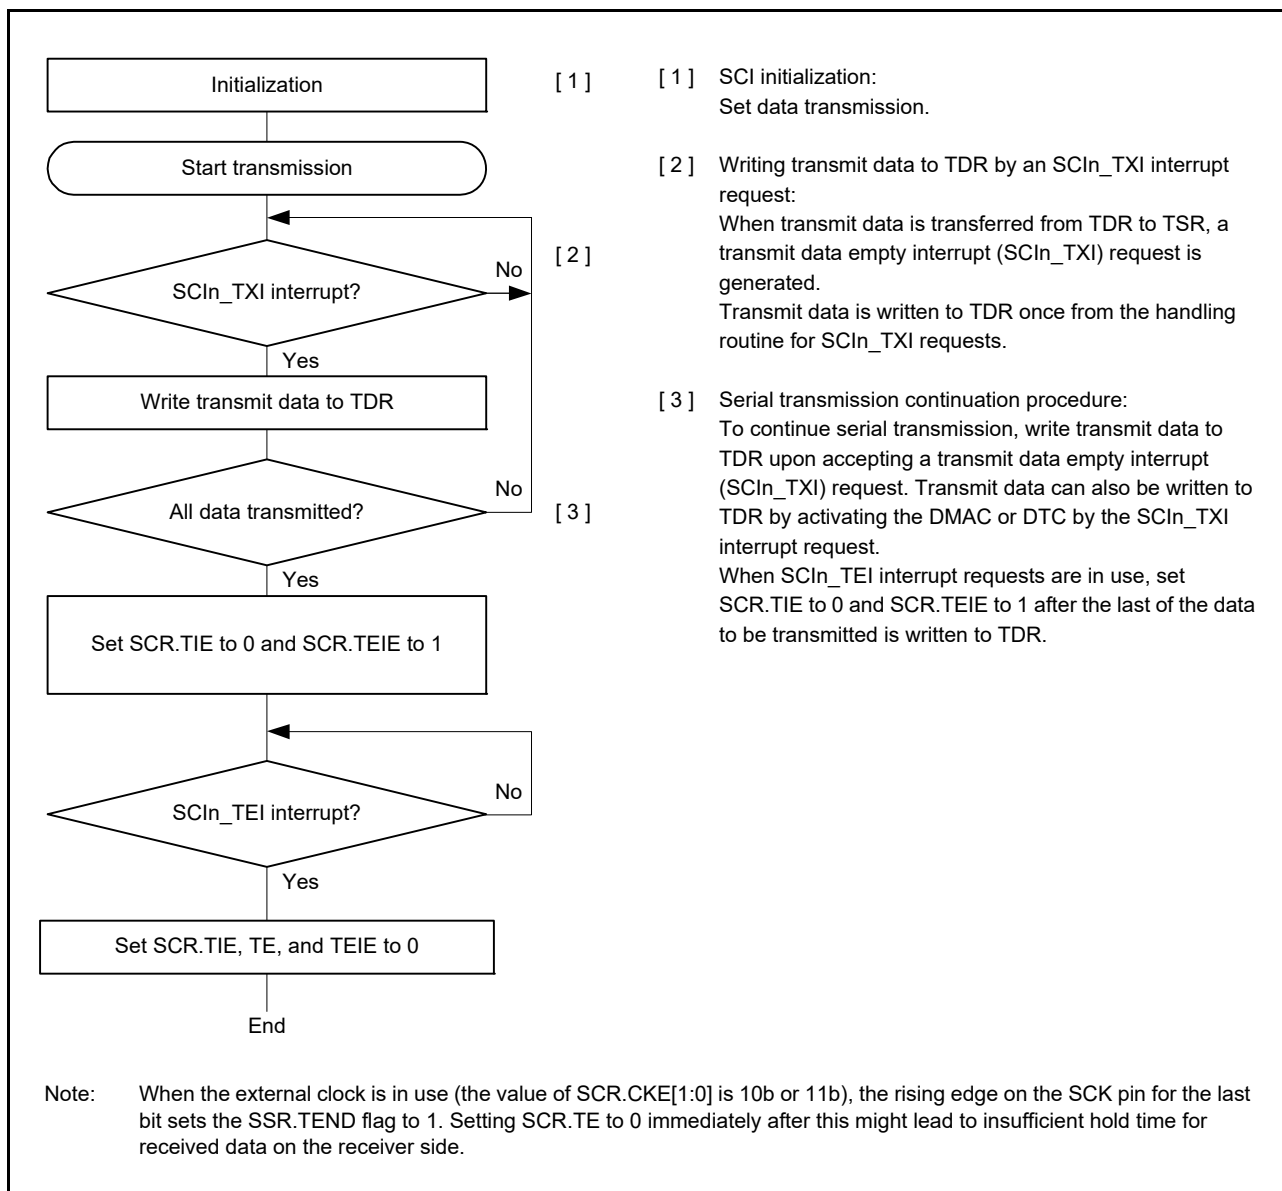 Initialization
[ 1 ]
Start transmission
[ 2 ]
SCIn_TXI interrupt?
No
Yes
Write transmit data to TDR
All data transmitted?
No
[ 3 ]
Yes
Set SCR.TIE to 0 and SCR.TEIE to 1
SCIn_TEI interrupt?
No
Yes
Set SCR.TIE, TE, and TEIE to 0
End
[ 1 ] SCI initialization:
Set data transmission.
[ 2 ] Writing transmit data to TDR by an SCIn_TXI interrupt
request:
When transmit data is transferred from TDR to TSR, a
transmit data empty interrupt (SCIn_TXI) request is
generated.
Transmit data is written to TDR once from the handling
routine for SCIn_TXI requests.
[ 3 ] Serial transmission continuation procedure:
To continue serial transmission, write transmit data to
TDR upon accepting a transmit data empty interrupt
(SCIn_TXI) request. Transmit data can also be written to
TDR by activating the DMAC or DTC by the SCIn_TXI
interrupt request.
When SCIn_TEI interrupt requests are in use, set
SCR.TIE to 0 and SCR.TEIE to 1 after the last of the data
to be transmitted is written to TDR.
Note: When the external clock is in use (the value of SCR.CKE[1:0] is 10b or 11b), the rising edge on the SCK pin for the last
bit sets the SSR.TEND flag to 1. Setting SCR.TE to 0 immediately after this might lead to insufficient hold time for
received data on the receiver side.